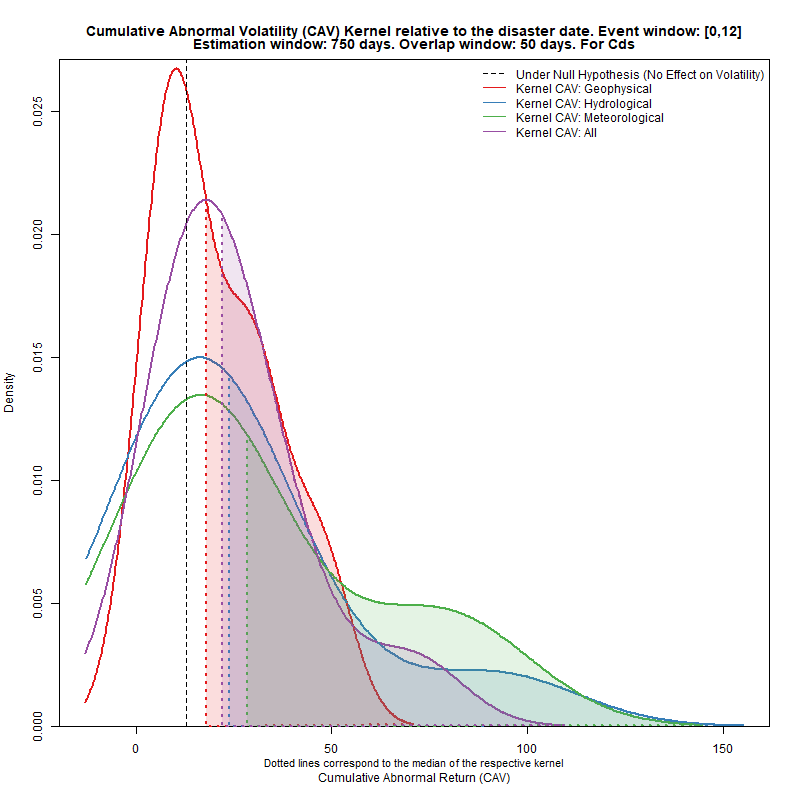 Cumulative Abnormal Volatility (CAV) Kernel relative to the disaster date. Event window: [0,12]
Estimation window: 750 days. Overlap window: 50 days. For Cds
Under Null Hypothesis (No Effect on Volatility)
Kernel CAV: Geophysical
Kernel CAV: Hydrological
Kernel CAV: Meteorological
Kernel CAV: All
0.025
0.020
0.015
0.010
0.005
0.000
Density
0 50 100 150
Dotted lines correspond to the median of the respective kernel
Cumulative Abnormal Return (CAV)